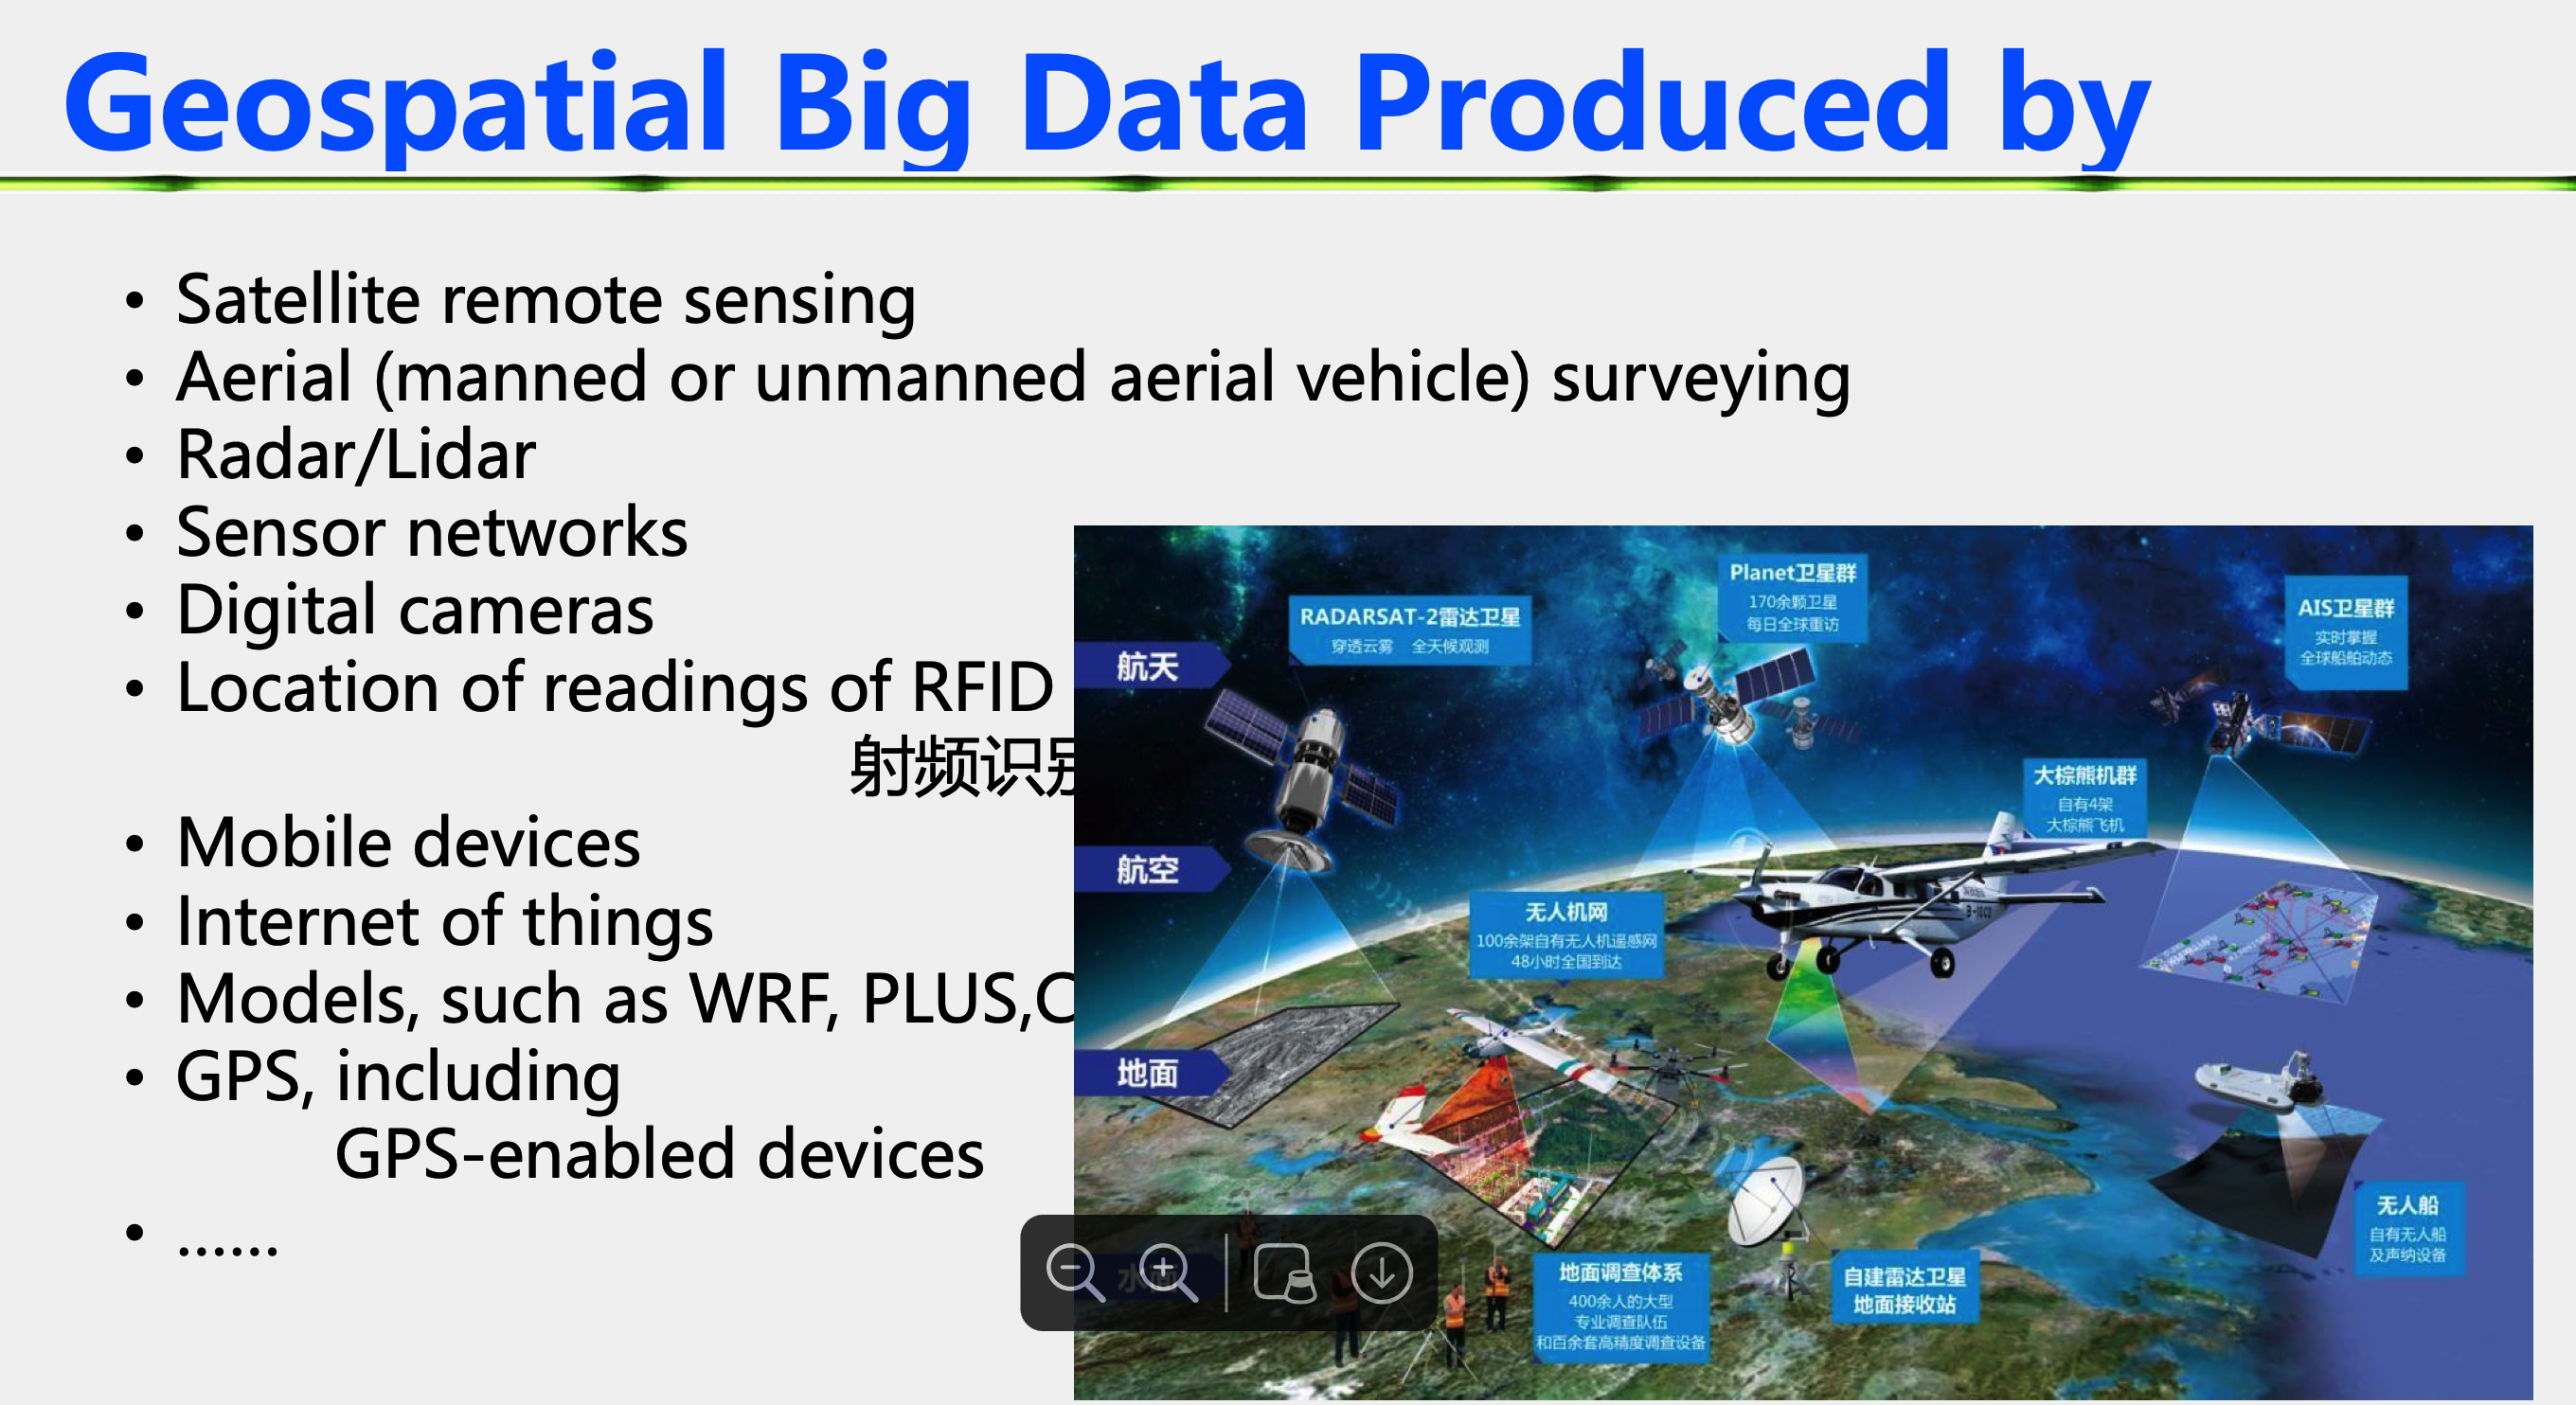 Geospatial Big Data Produced by
• Satellite remote sensing
• Aerial (manned or unmanned aerial vehicle) surveying
• Radar/Lidar
• Sensor networks
• Digital cameras
• Location of readings of RFID
射频识别
• Mobile devices
• Internet of things
• Models, such as WRF, PLUS,C
• GPS, including
GPS-enabled devices
• ......
航天
RADARSAT-2雷达卫星
穿透云雾 全天候观测
Planet卫星群
170余颗卫星
每日全球重访
AIS卫星群
实时掌握
全球船舶动态
航空
大棕熊机群
自有4架
大棕熊飞机
无人机网
100余架自有无人机遥感网
48小时全国到达
地面
无人船
自有无人船
及声纳设备
水面
地面调查体系
400余人的大型
专业调查队伍
和百余套高精度调查设备
自建雷达卫星
地面接收站